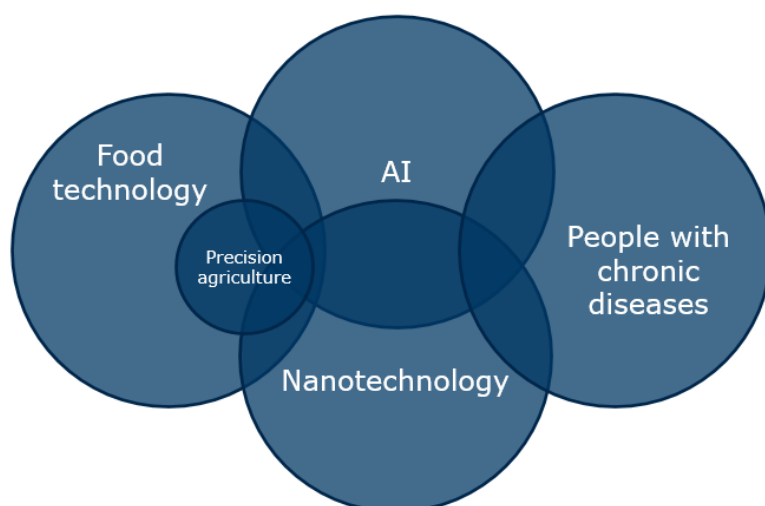 Food
technology
AI
Precision
agriculture
People with
chronic
diseases
Nanotechnology